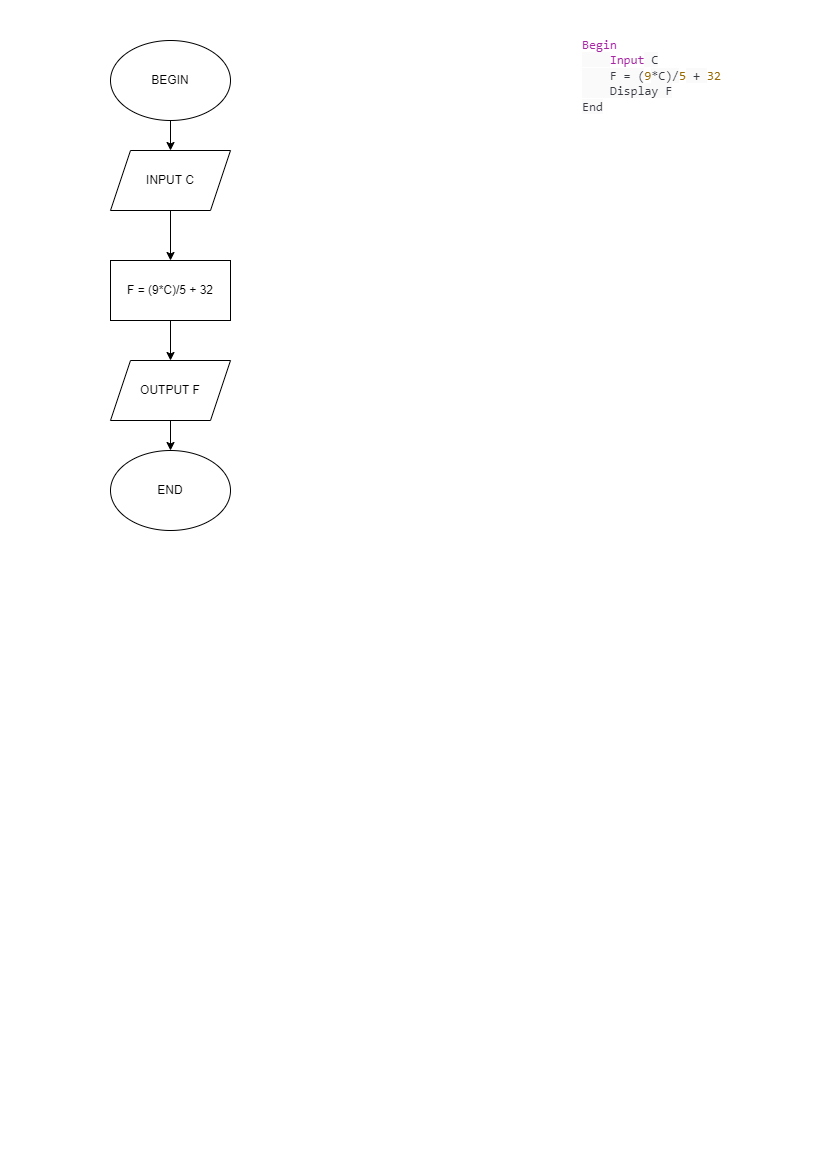 BEGIN
INPUT C
F = (9*C)/5 + 32
OUTPUT F
END
Begin
    Input C
    F = (9*C)/5 + 32
    Display F
End